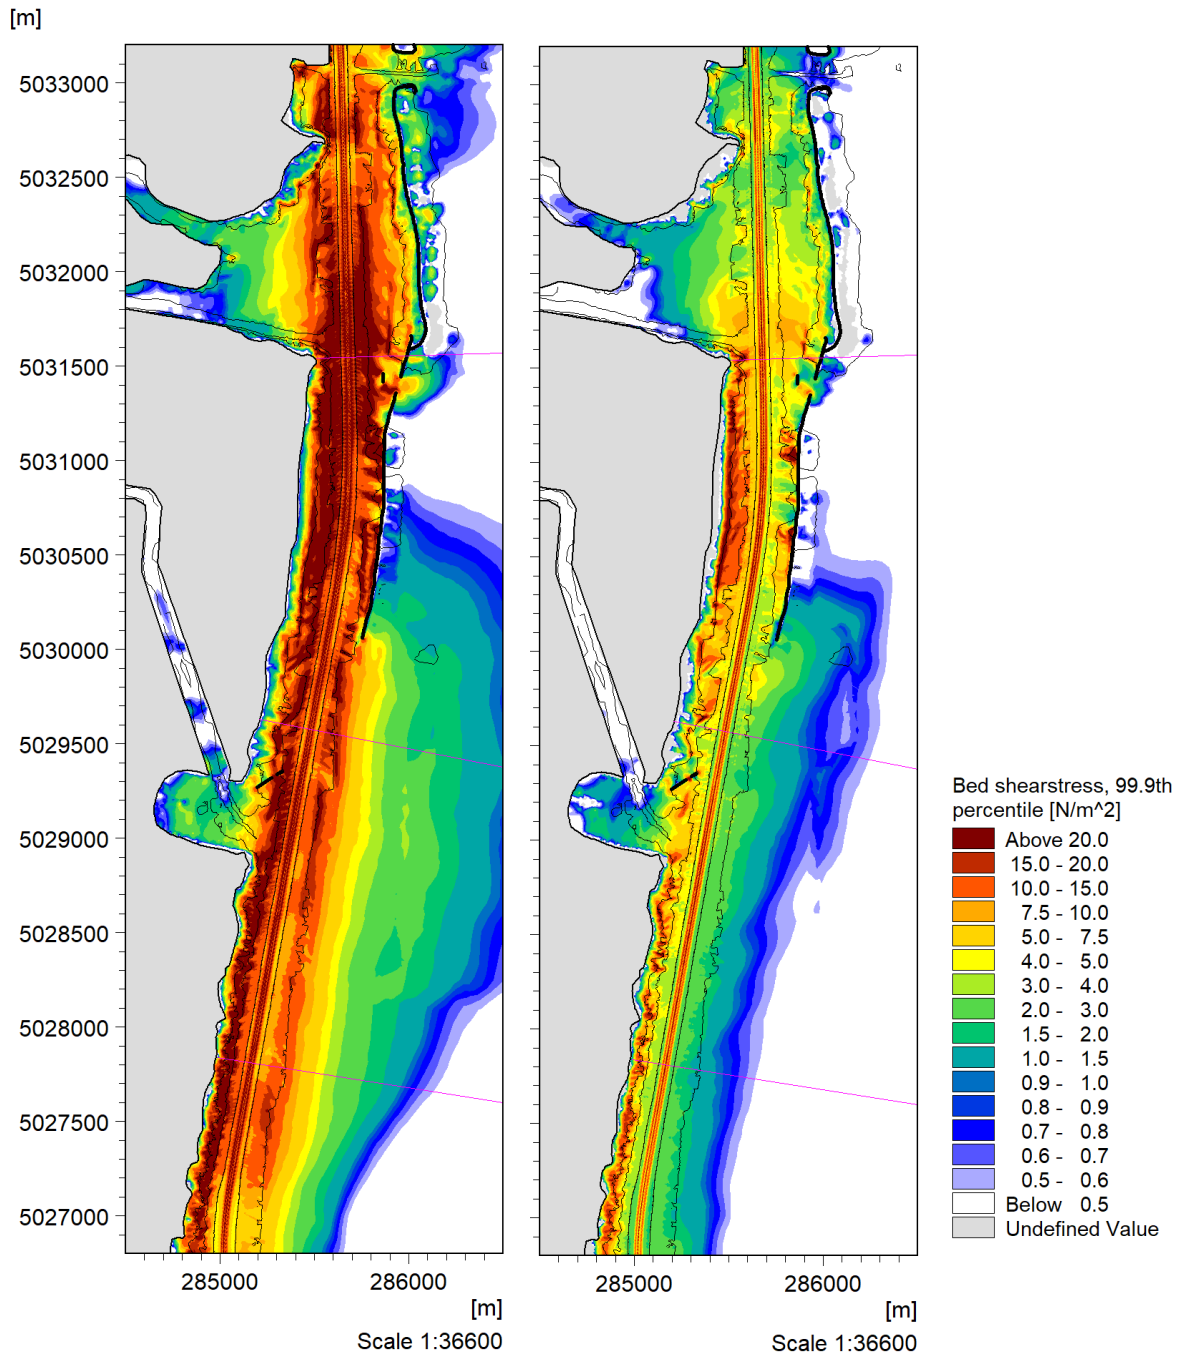 [m]
5033000
5032500
5032000
5031500
5031000
5030500
5030000
5029500
5029000
5028500
5028000
5027500
5027000
285000 286000
[m]
Scale 1:36600
285000 286000
[m]
Scale 1:36600
Bed shearstress, 99.9th
percentile [N/m^2]
Above 20.0
15.0 - 20.0
10.0 - 15.0
7.5 - 10.0
5.0 - 7.5
4.0 - 5.0
3.0 - 4.0
2.0 - 3.0
1.5 - 2.0
1.0 - 1.5
0.9 - 1.0
0.8 - 0.9
0.7 - 0.8
0.6 - 0.7
0.5 - 0.6
Below 0.5
Undefined Value